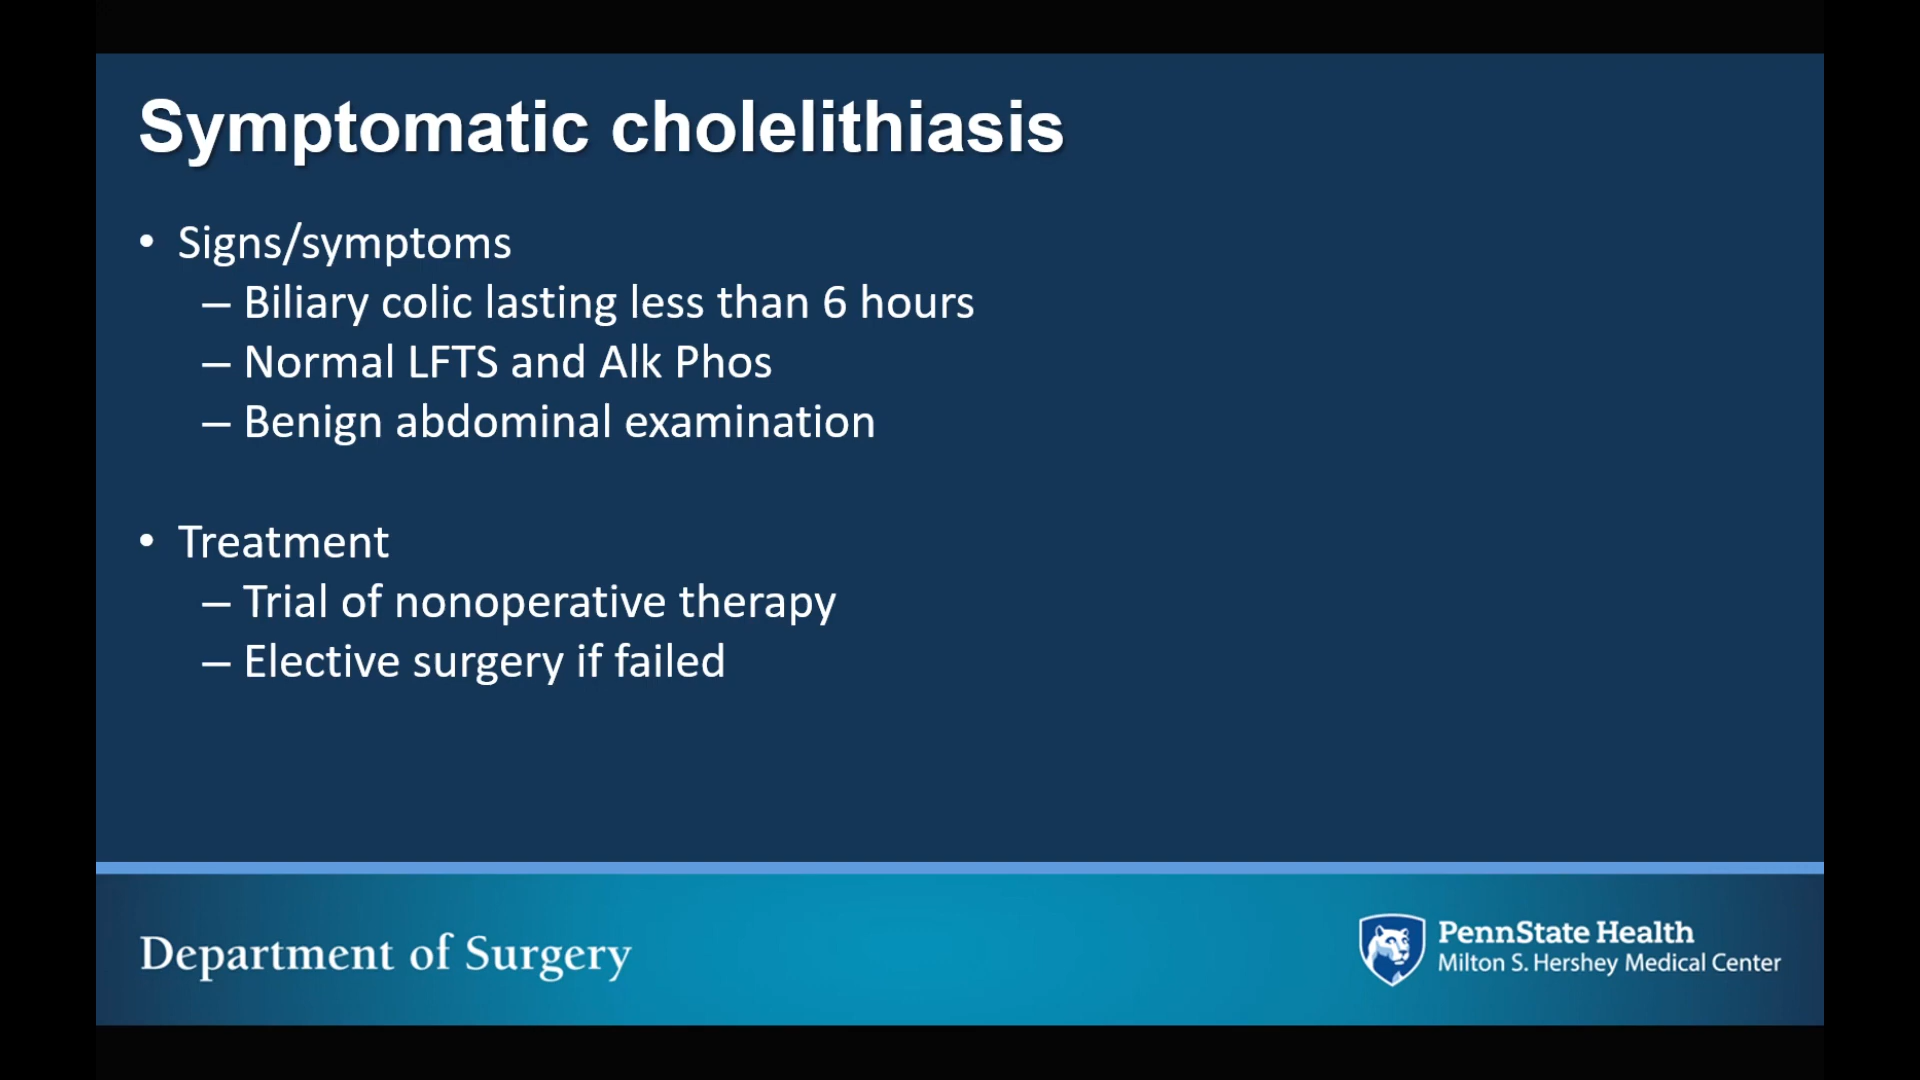 Symptomatic cholelithiasis
• Signs/symptoms
– Biliary colic lasting less than 6 hours
– Normal LFTS and Alk Phos
– Benign abdominal examination
• Treatment
– Trial of nonoperative therapy
– Elective surgery if failed
Department of Surgery
PennState Health
Milton S. Hershey Medical Center